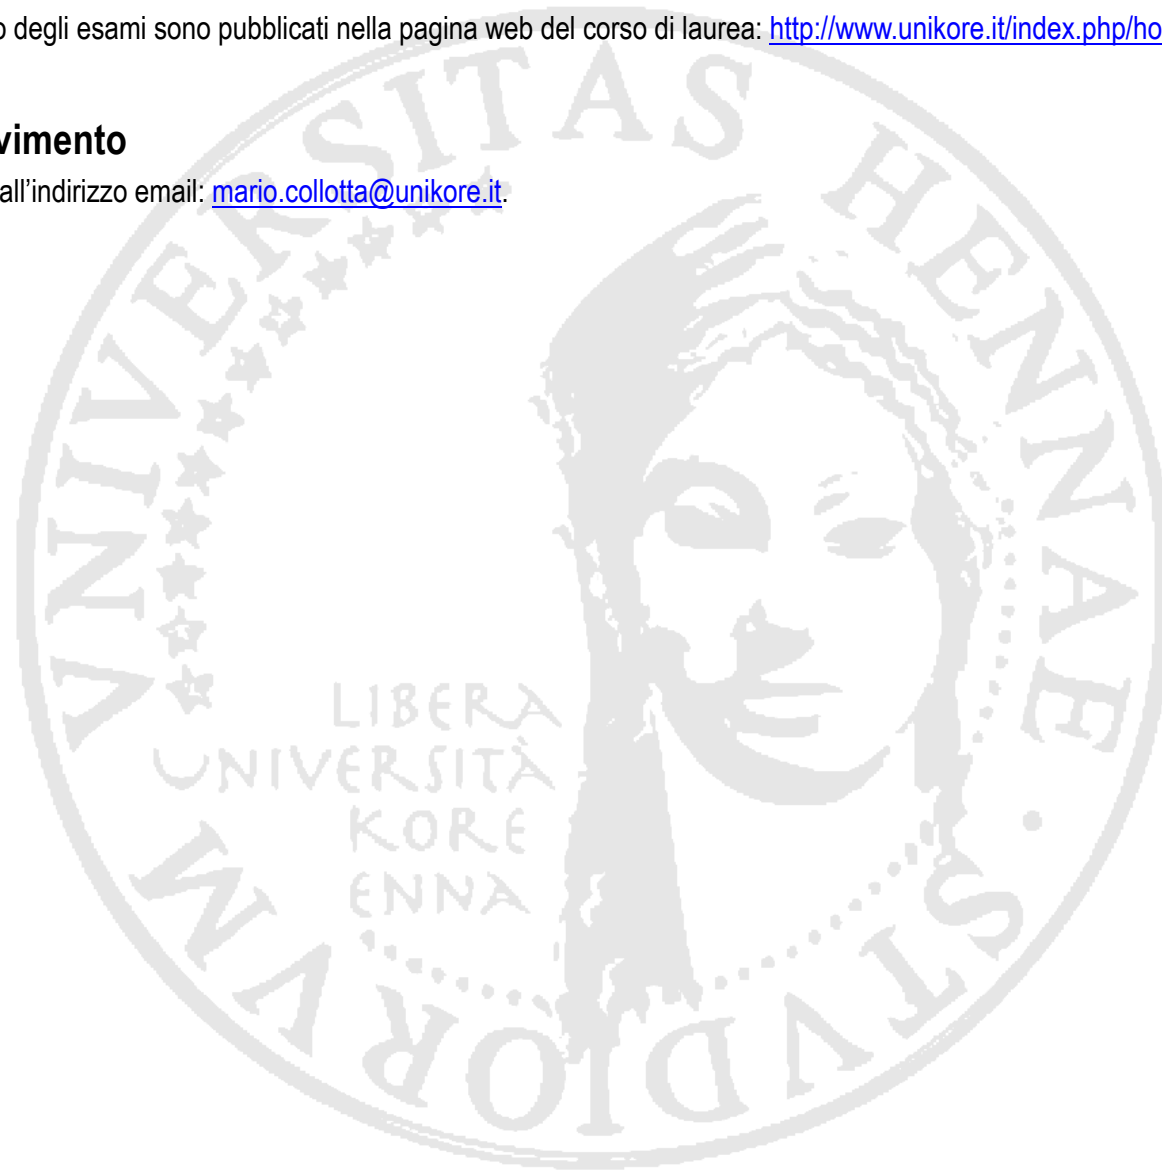 o degli esami sono pubblicati nella pagina web del corso di laurea: http://www.unikore.it/index.php/ho
vimento
all’indirizzo email: mario.collotta@unikore.it.
VNIVERSITAS HENNAE · STVDIORVM
LIBERA
UNIVERSITÀ
KORE
ENNA